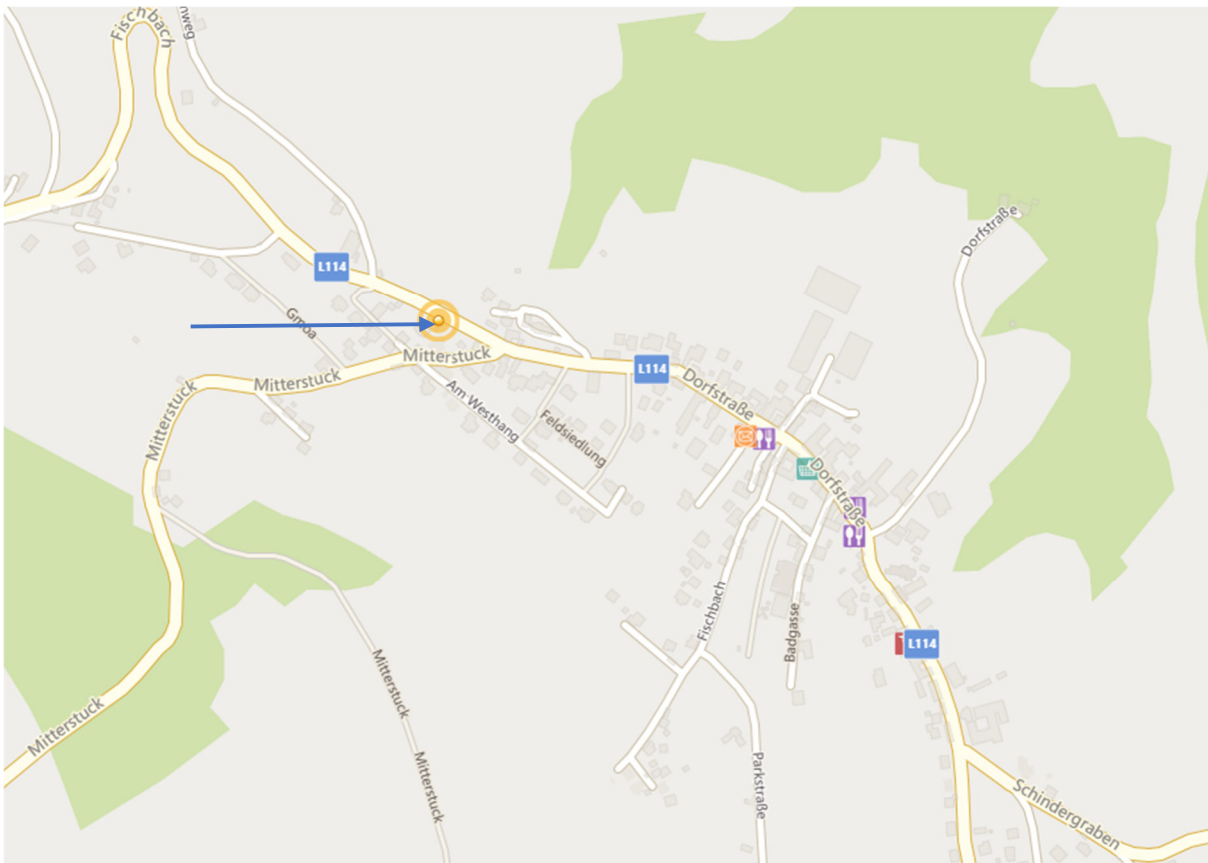 Fischbach
nweg
L114
Gmoa
Mitterstuck
Mitterstuck
Mitterstuck
Am Westhang
Feldsiedlung
L114
Dorfstraße
Dorfstraße
Dorfstraße
Fischbach
Badgasse
L114
Mitterstuck
Mitterstuck
Mitterstuck
Parkstraße
Schindergraben